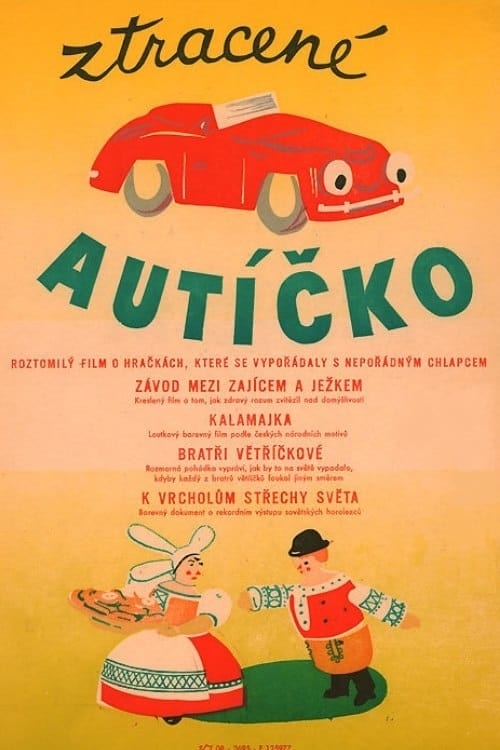 ztracené
AUTÍČKO
ROZTOMILÝ FILM O HRAČKÁCH, KTERÉ SE VYPOŘÁDALY S NEPOŘÁDNÝM CHLAPCEM
ZÁVOD MEZI ZAJÍCEM A JEŽKEM
Kreslený film o tom, jak zdravý rozum zvítězil nad domýšlivostí
KALAMAJKA
Loutkový barevný film podle českých národních motivů
BRATŘI VĚTŘÍČKOVÉ
Rozmarná pohádka vypráví, jak by to na světě vypadalo,
kdyby každý z bratrů větříčků foukal jiným směrem
K VRCHOLŮM STŘECHY SVĚTA
Barevný dokument o rekordním výstupu sovětských horolezců